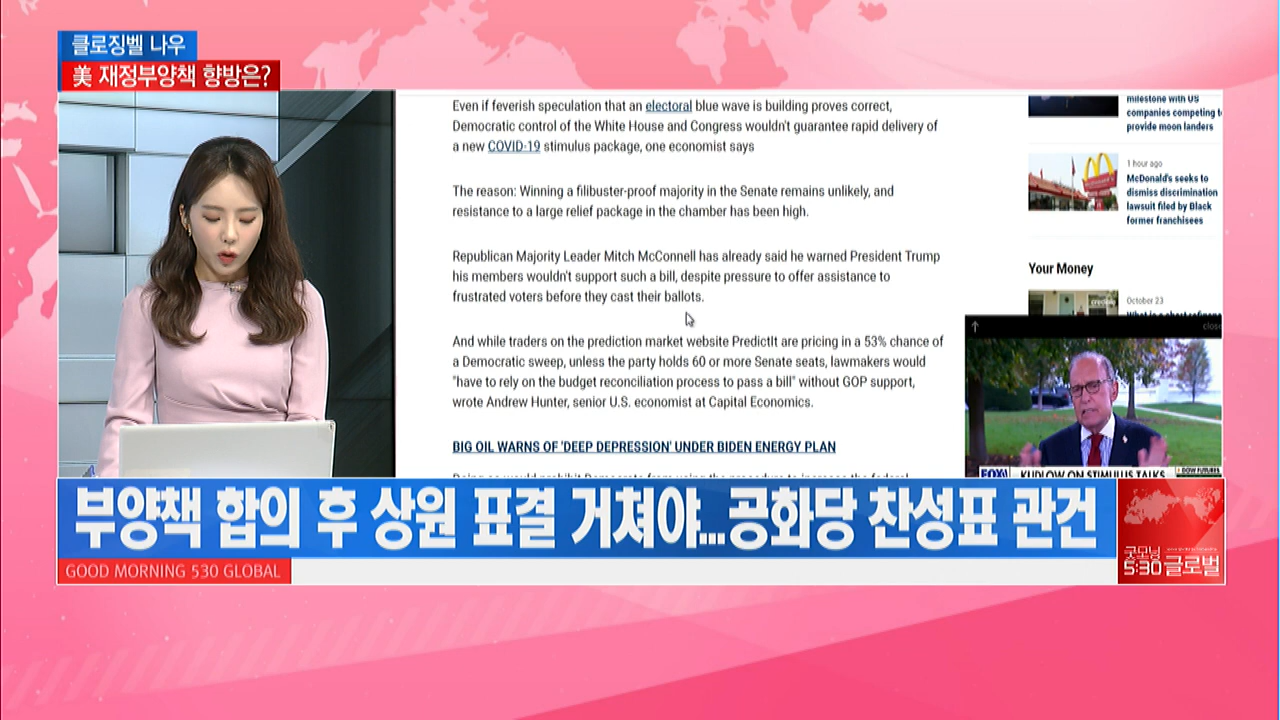 클로징벨 나우
美 재정부양책 향방은?
Even if feverish speculation that an electoral blue wave is building proves correct,
Democratic control of the White House and Congress wouldn't guarantee rapid delivery of
a new COVID-19 stimulus package, one economist says
The reason: Winning a filibuster-proof majority in the Senate remains unlikely, and
resistance to a large relief package in the chamber has been high.
Republican Majority Leader Mitch McConnell has already said he warned President Trump
his members wouldn't support such a bill, despite pressure to offer assistance to
frustrated voters before they cast their ballots.
And while traders on the prediction market website PredictIt are pricing in a 53% chance of
a Democratic sweep, unless the party holds 60 or more Senate seats, lawmakers would
"have to rely on the budget reconciliation process to pass a bill" without GOP support,
wrote Andrew Hunter, senior U.S. economist at Capital Economics.
BIG OIL WARNS OF 'DEEP DEPRESSION' UNDER BIDEN ENERGY PLAN
milestone with US
companies competing to
provide moon landers
1 hour ago
McDonald's seeks to
dismiss discrimination
lawsuit filed by Black
former franchisees
Your Money
credible
October 23
close
FOX
KUDLOW ON STIMULUS TALKS
DOW FUTURES
부양책 합의 후 상원 표결 거쳐야...공화당 찬성표 관건
GOOD MORNING 530 GLOBAL
굿모닝
5:30 글로벌